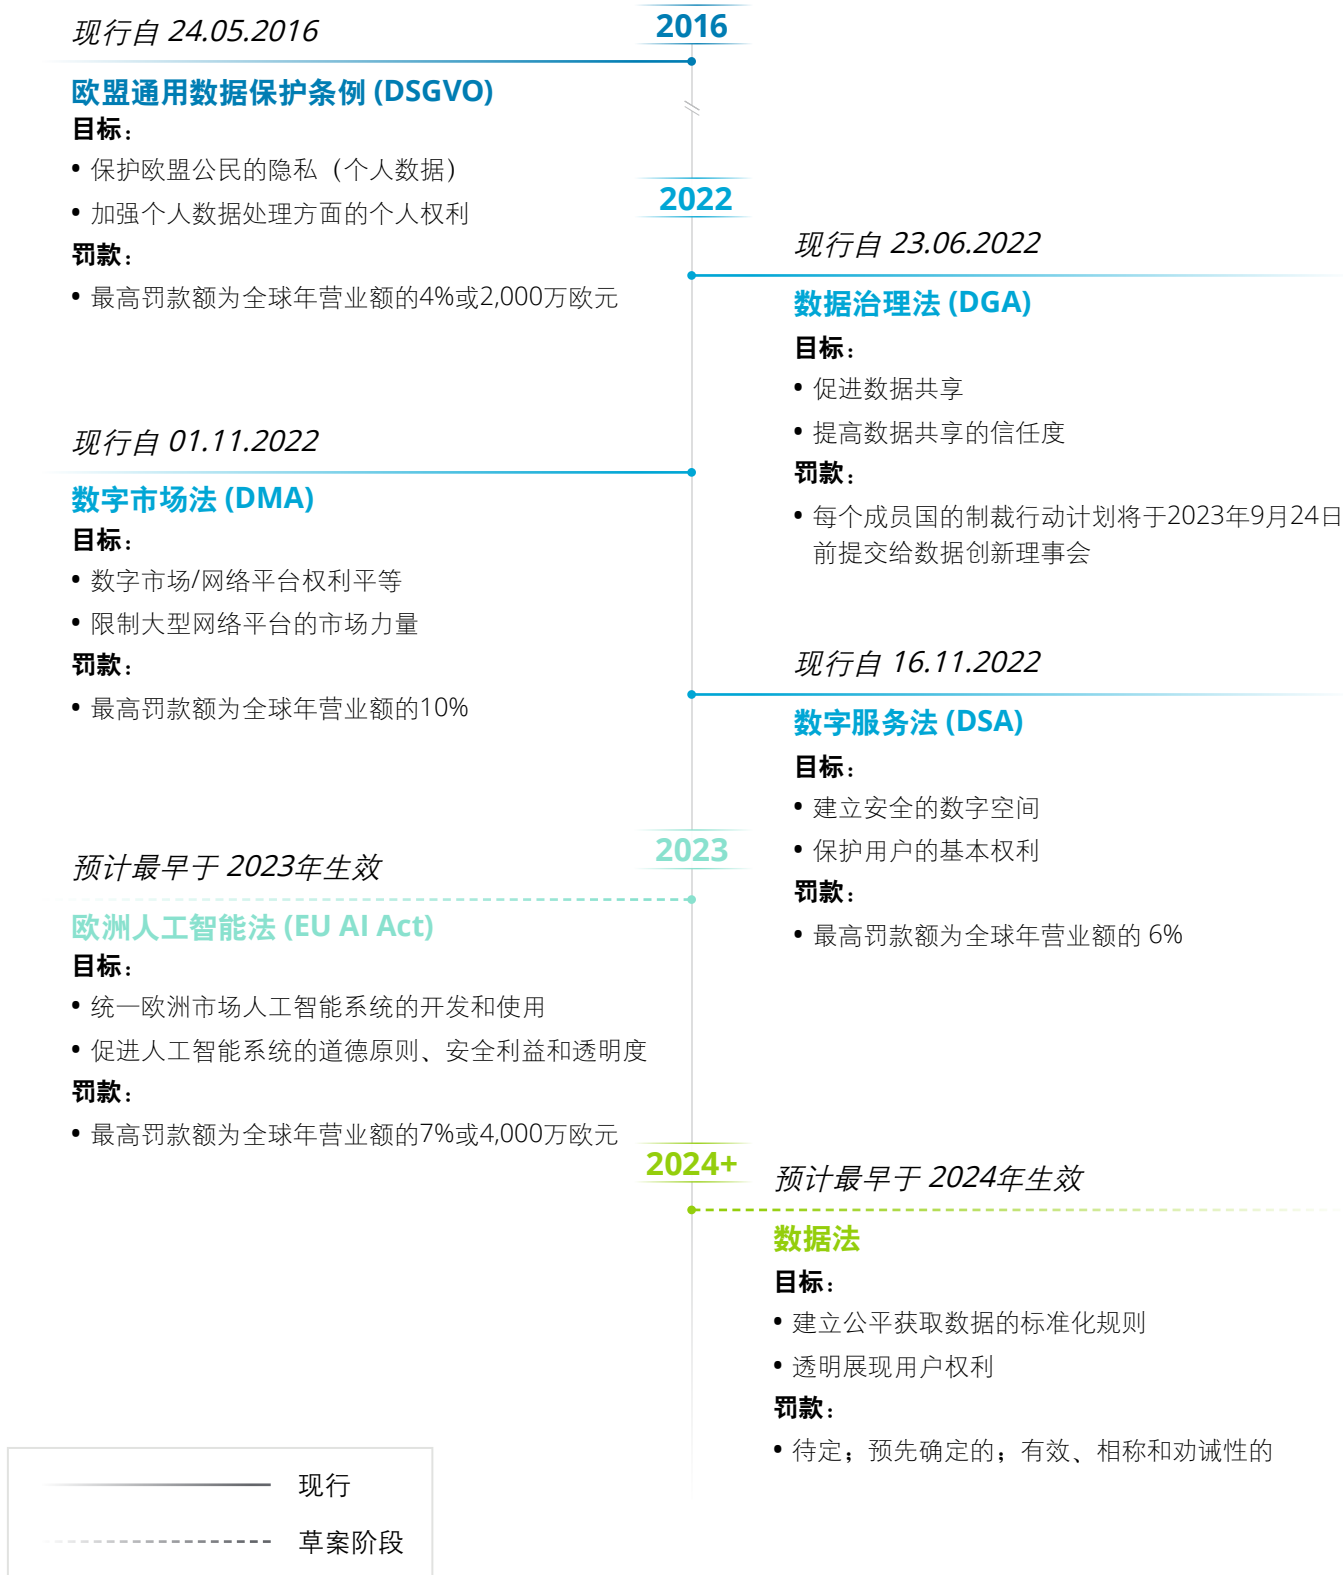 2016
现行自 24.05.2016
欧盟通用数据保护条例 (DSGVO)
目标：
• 保护欧盟公民的隐私（个人数据）
• 加强个人数据处理方面的个人权利
罚款：
• 最高罚款额为全球年营业额的4%或2,000万欧元
2022
现行自 23.06.2022
数据治理法 (DGA)
目标：
• 促进数据共享
• 提高数据共享的信任度
罚款：
• 每个成员国的制裁行动计划将于2023年9月24日
前提交给数据创新理事会
现行自 01.11.2022
数字市场法 (DMA)
目标：
• 数字市场/网络平台权利平等
• 限制大型网络平台的市场力量
罚款：
• 最高罚款额为全球年营业额的10%
现行自 16.11.2022
数字服务法 (DSA)
目标：
• 建立安全的数字空间
• 保护用户的基本权利
罚款：
• 最高罚款额为全球年营业额的 6%
2023
预计最早于 2023年生效
欧洲人工智能法 (EU AI Act)
目标：
• 统一欧洲市场人工智能系统的开发和使用
• 促进人工智能系统的道德原则、安全利益和透明度
罚款：
• 最高罚款额为全球年营业额的7%或4,000万欧元
2024+
预计最早于 2024年生效
数据法
目标：
• 建立公平获取数据的标准化规则
• 透明展现用户权利
罚款：
• 待定；预先确定的；有效、相称和劝诫性的
现行
草案阶段